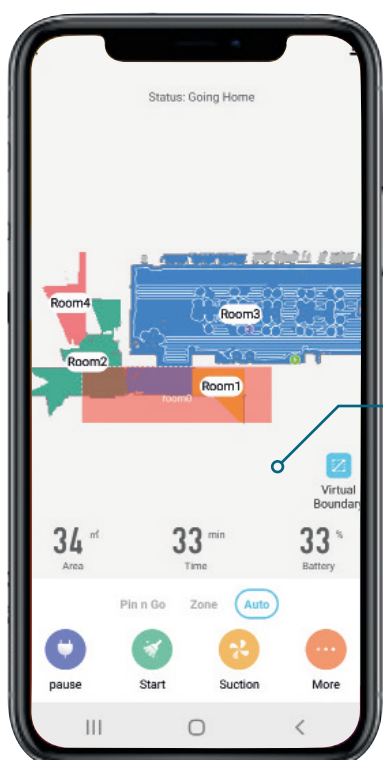 Status: Going Home
Room4
Room3
Room2
Room1
room0
Virtual
Boundary
34 ㎡
33 min
33 %
Area
Time
Battery
Pin n Go
Zone
Auto
pause
Start
Suction
More